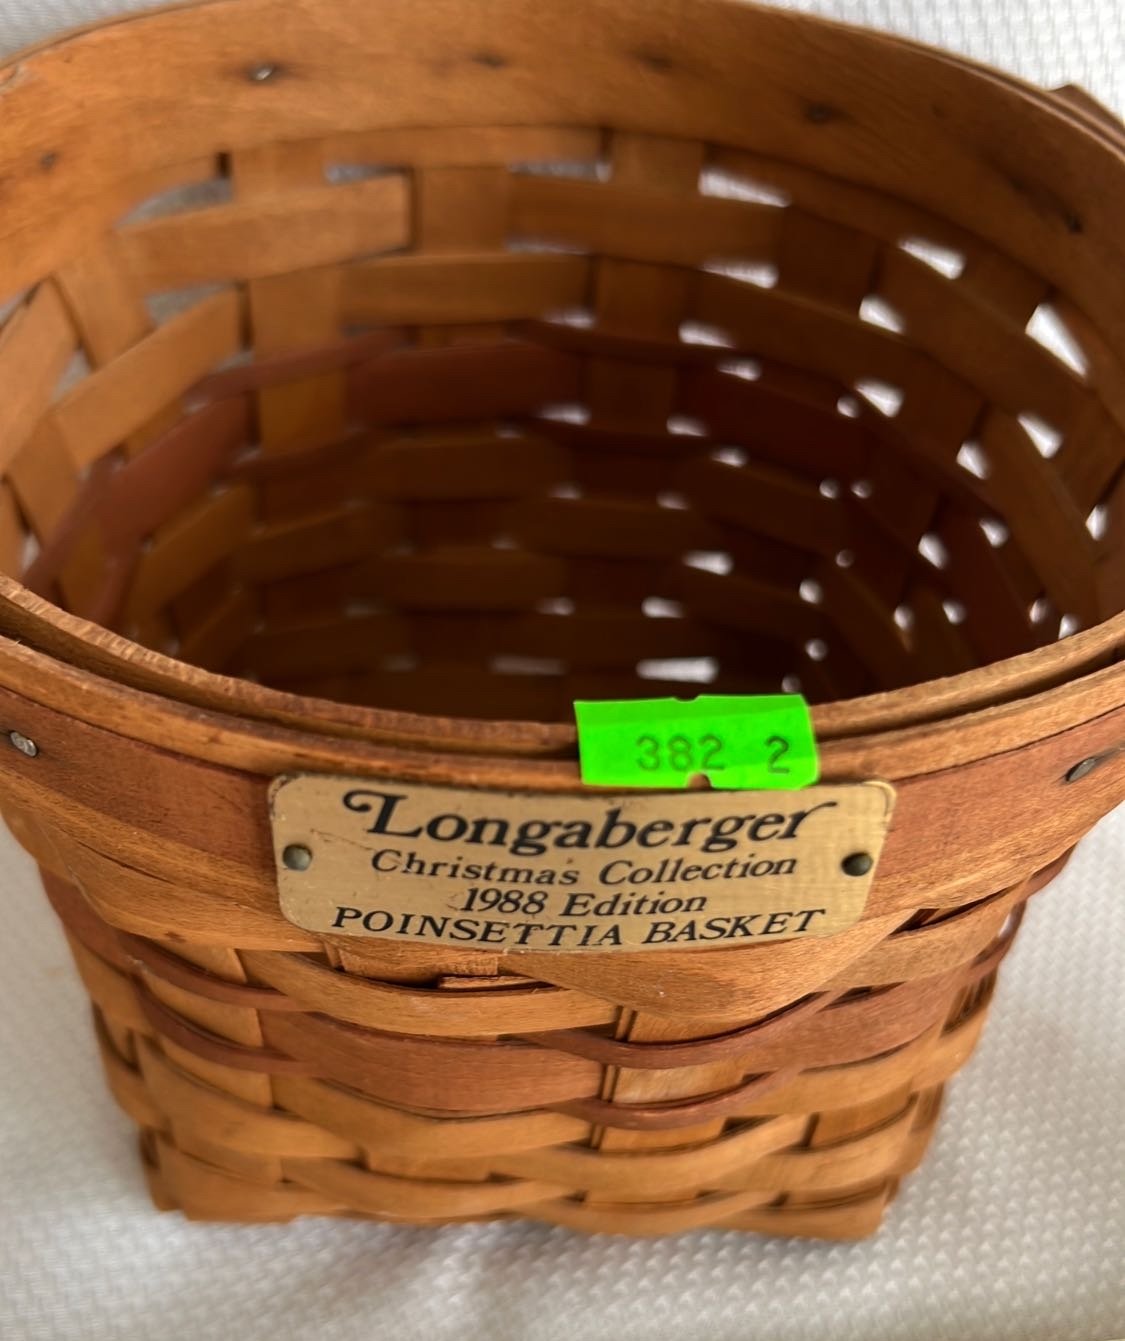 382 2
Longaberger
Christmas Collection
1988 Edition
POINSETTIA BASKET